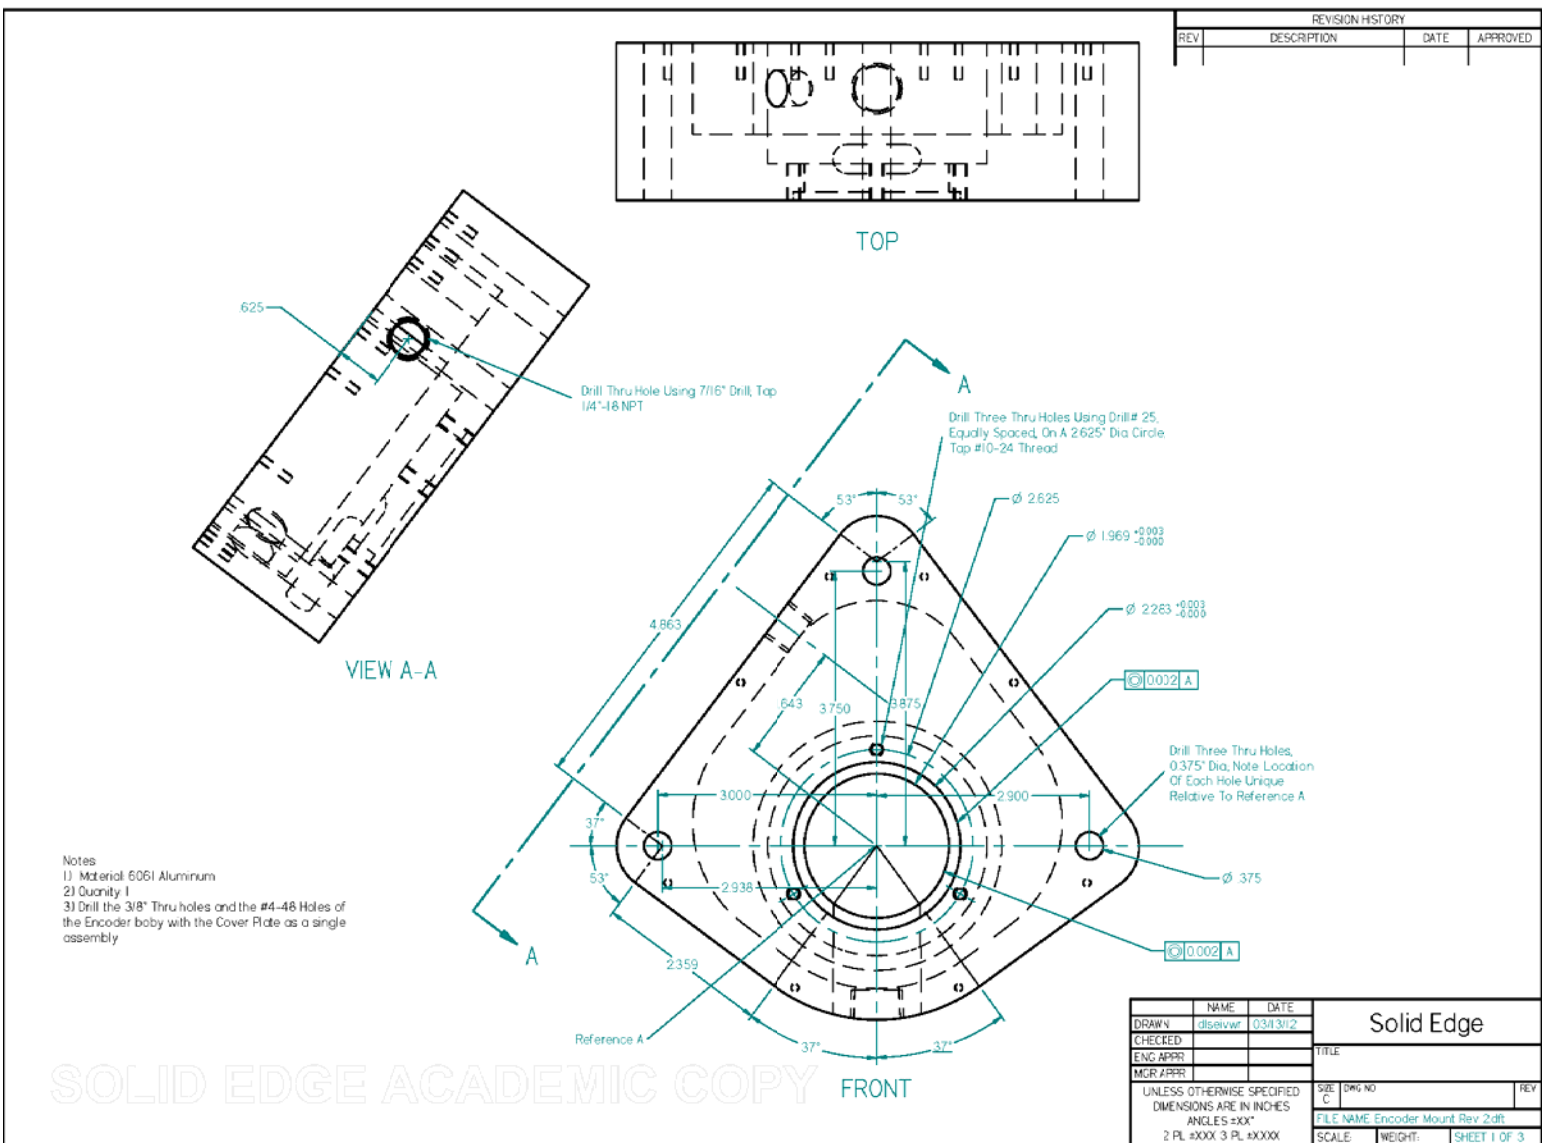 REVISION HISTORY
REV DESCRIPTION DATE APPROVED
TOP
.625
Drill Thru Hole Using 7/16" Drill, Tap
1/4"-18 NPT
VIEW A-A
A
Drill Three Thru Holes Using Drill# 25,
Equally Spaced, On A 2.625" Dia Circle.
Tap #10-24 Thread
53° 53°
Ø 2.625
Ø 1.969 +0.003 -0.000
Ø 2.283 +0.003 -0.000
4.863
◎ 0.002 A
.643 3.750 3.875
Drill Three Thru Holes,
0.375" Dia, Note Location
Of Each Hole Unique
Relative To Reference A
3.000 2.900
37°
53°
2.938
Ø .375
Notes
1) Material: 6061 Aluminum
2) Quanity: 1
3) Drill the 3/8" Thru holes and the #4-48 Holes of
the Encoder boby with the Cover Plate as a single
assembly
A
2.359
◎ 0.002 A
Reference A
37° 37°
FRONT
SOLID EDGE ACADEMIC COPY
NAME DATE
DRAWN dlseivwr 03/13/12
CHECKED
ENG APPR
MGR APPR
Solid Edge
TITLE
UNLESS OTHERWISE SPECIFIED
DIMENSIONS ARE IN INCHES
ANGLES ±X.X°
2 PL ±X.XX 3 PL ±X.XXX
SIZE C DWG NO REV
FILE NAME: Encoder Mount Rev 2.dft
SCALE: WEIGHT: SHEET 1 OF 3